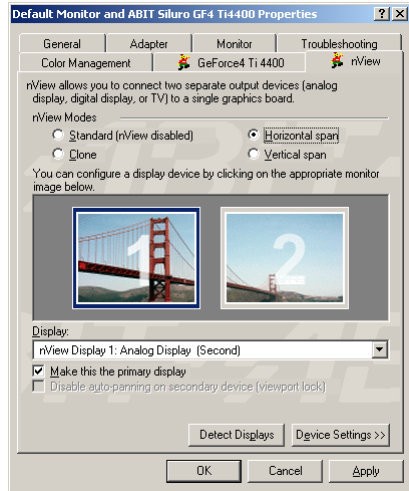 Default Monitor and ABIT Siluro GF4 Ti4400 Properties
General Adapter Monitor Troubleshooting
Color Management GeForce4 Ti 4400 nView
nView allows you to connect two separate output devices (analog
display, digital display, or TV) to a single graphics board.
nView Modes
Standard (nView disabled) Horizontal span
Clone Vertical span
You can configure a display device by clicking on the appropriate monitor
image below.
1 2
Display:
nView Display 1: Analog Display (Second)
Make this the primary display
Disable auto-panning on secondary device (viewport lock)
Detect Displays Device Settings >>
OK Cancel Apply